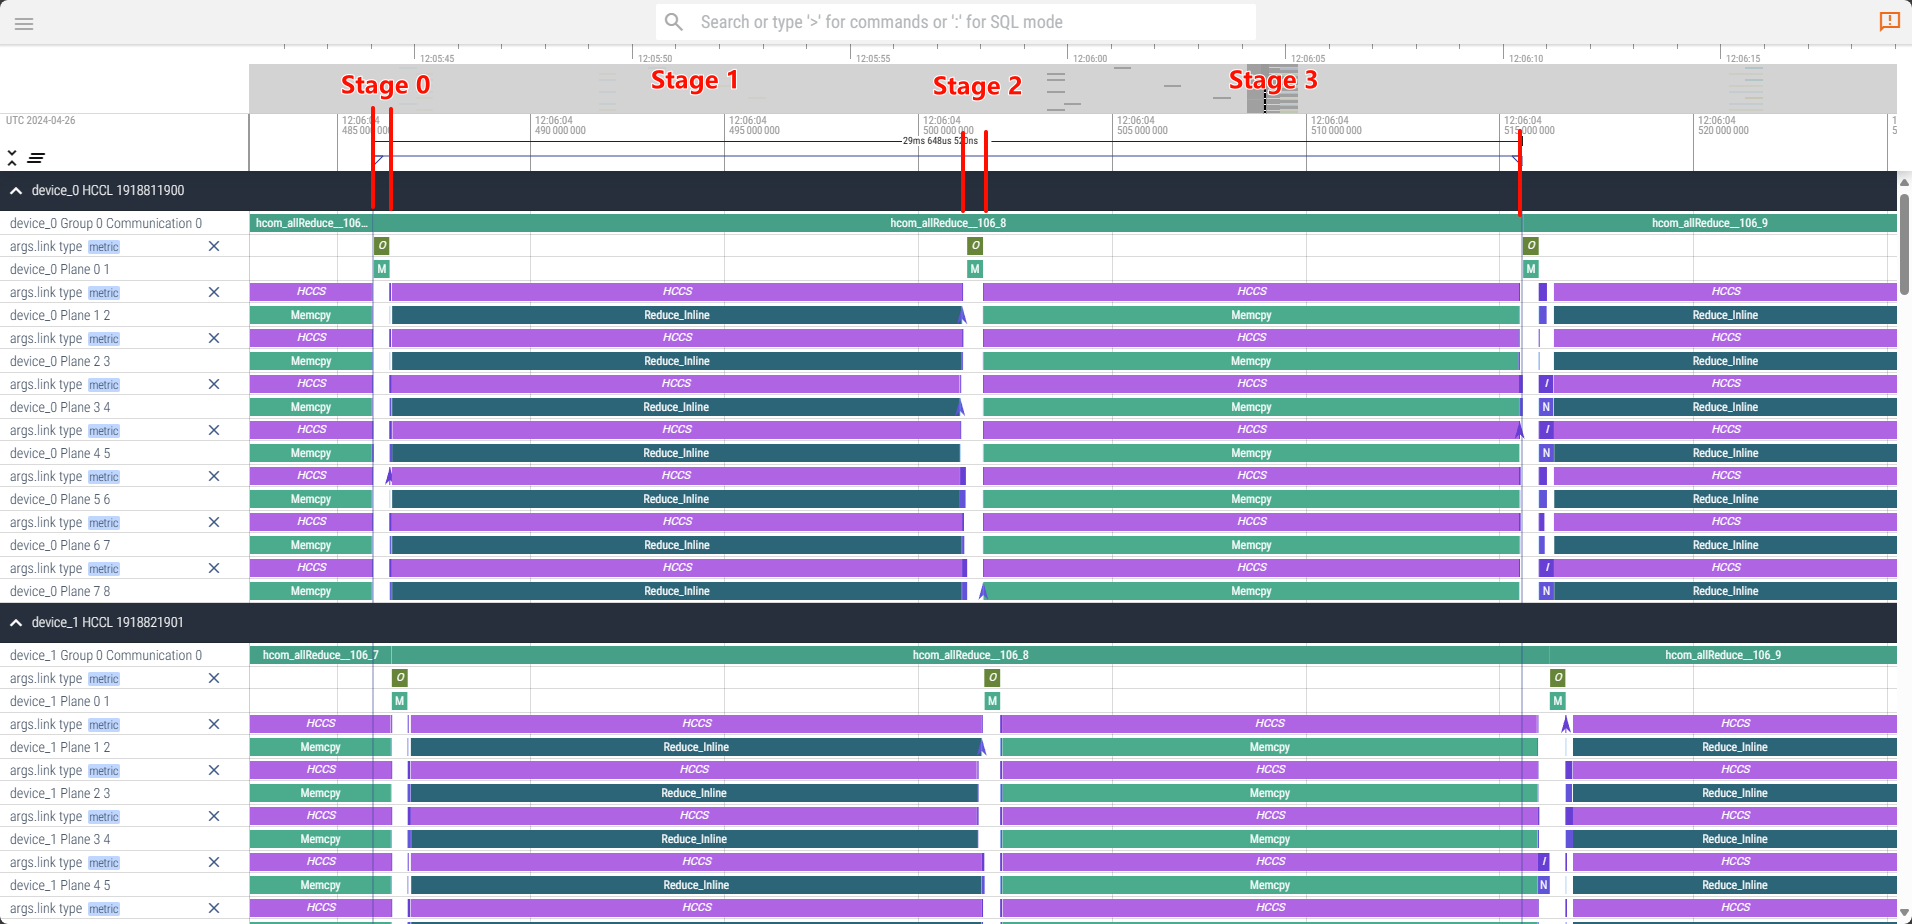 Search or type '>' for commands or ':' for SQL mode
12:05:45 12:05:50 12:05:55 12:06:00 12:06:05 12:06:10 12:06:15
Stage 0 Stage 1 Stage 2 Stage 3
UTC 2024-04-26
12:06:04 12:06:04 12:06:04 12:06:04 12:06:04 12:06:04 12:06:04 12:06:04
485 000 000 490 000 000 495 000 000 500 000 000 505 000 000 510 000 000 515 000 000 520 000 000
29ms 648us 520ns
device_0 HCCL 1918811900
device_0 Group 0 Communication 0 hcom_allReduce__106... hcom_allReduce__106_8 hcom_allReduce__106_9
args.link type metric O O O
device_0 Plane 0 1 M M M
args.link type metric HCCS HCCS HCCS HCCS
device_0 Plane 1 2 Memcpy Reduce_Inline Memcpy Reduce_Inline
args.link type metric HCCS HCCS HCCS HCCS
device_0 Plane 2 3 Memcpy Reduce_Inline Memcpy Reduce_Inline
args.link type metric HCCS HCCS HCCS I HCCS
device_0 Plane 3 4 Memcpy Reduce_Inline Memcpy N Reduce_Inline
args.link type metric HCCS HCCS HCCS I HCCS
device_0 Plane 4 5 Memcpy Reduce_Inline Memcpy N Reduce_Inline
args.link type metric HCCS HCCS HCCS HCCS
device_0 Plane 5 6 Memcpy Reduce_Inline Memcpy Reduce_Inline
args.link type metric HCCS HCCS HCCS HCCS
device_0 Plane 6 7 Memcpy Reduce_Inline Memcpy Reduce_Inline
args.link type metric HCCS HCCS HCCS I HCCS
device_0 Plane 7 8 Memcpy Reduce_Inline Memcpy N Reduce_Inline
device_1 HCCL 1918821901
device_1 Group 0 Communication 0 hcom_allReduce__106_7 hcom_allReduce__106_8 hcom_allReduce__106_9
args.link type metric O O O
device_1 Plane 0 1 M M M
args.link type metric HCCS HCCS HCCS HCCS
device_1 Plane 1 2 Memcpy Reduce_Inline Memcpy Reduce_Inline
args.link type metric HCCS HCCS HCCS HCCS
device_1 Plane 2 3 Memcpy Reduce_Inline Memcpy Reduce_Inline
args.link type metric HCCS HCCS HCCS HCCS
device_1 Plane 3 4 Memcpy Reduce_Inline Memcpy Reduce_Inline
args.link type metric HCCS HCCS HCCS I HCCS
device_1 Plane 4 5 Memcpy Reduce_Inline Memcpy N Reduce_Inline
args.link type metric HCCS HCCS HCCS HCCS